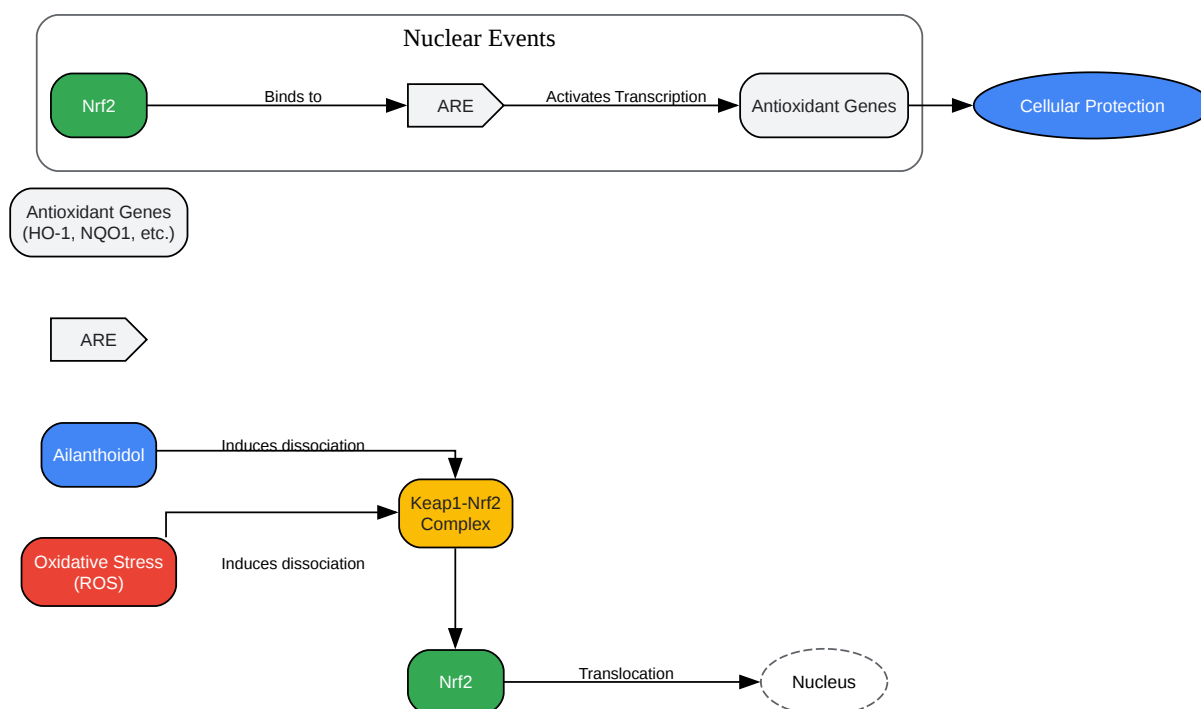 Nuclear Events
Nrf2
Binds to
ARE
Activates Transcription
Antioxidant Genes
Cellular Protection
Antioxidant Genes
(HO-1, NQO1, etc.)
ARE
Ailanthoidol
Induces dissociation
Keap1-Nrf2
Complex
Oxidative Stress
(ROS)
Induces dissociation
Nrf2
Translocation
Nucleus